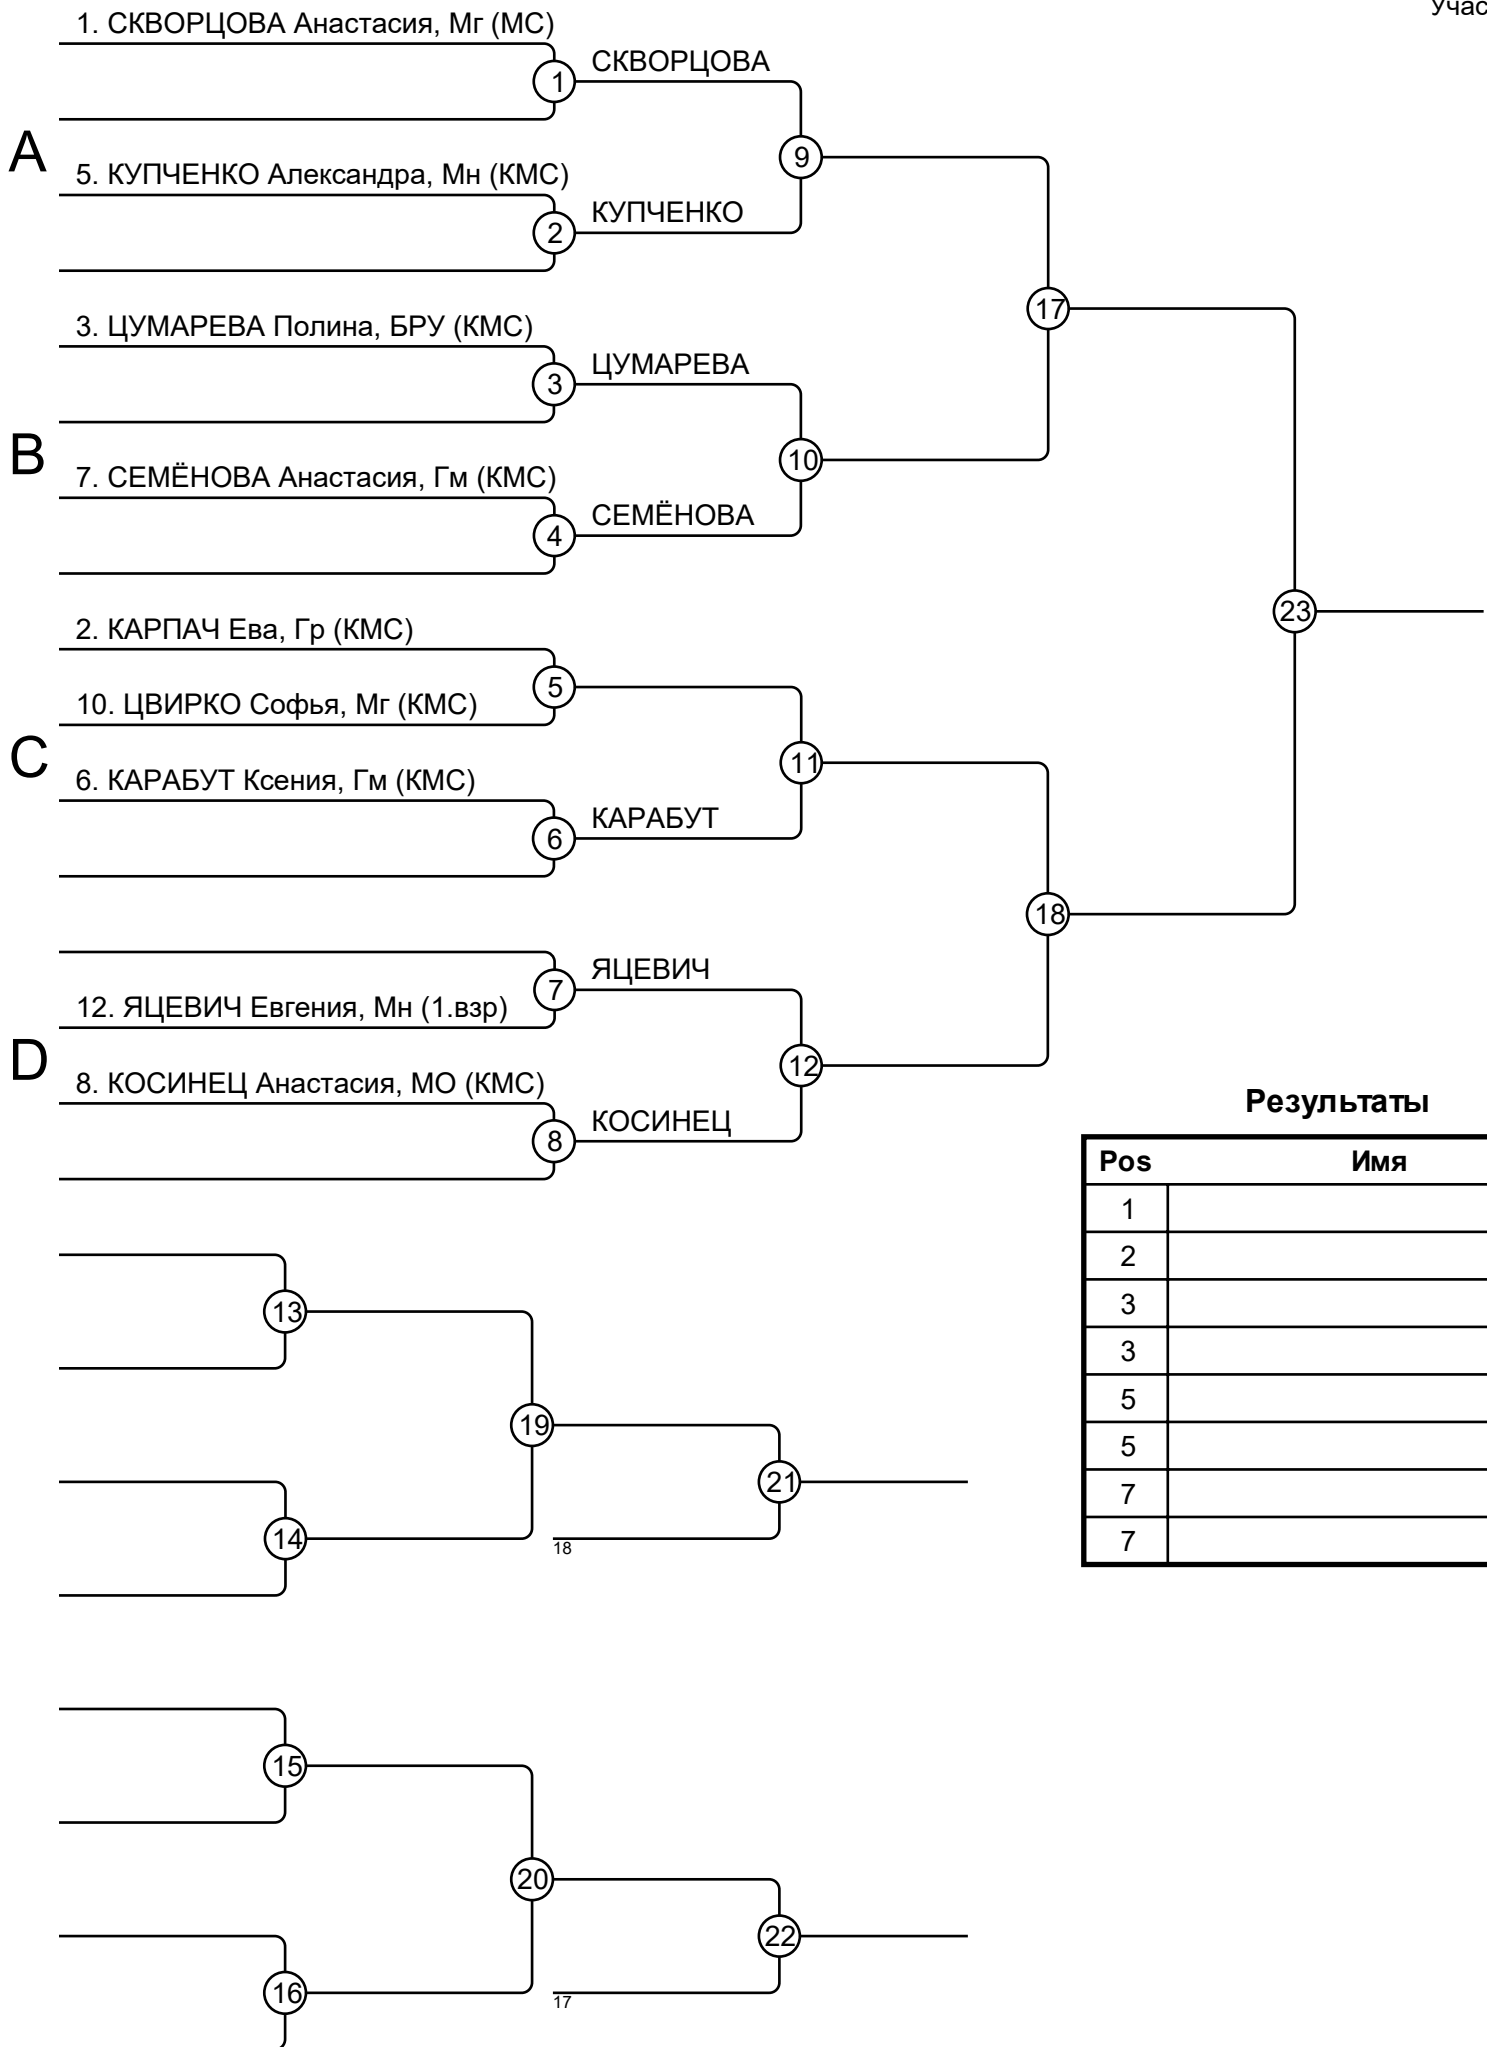 Учас
1. СКВОРЦОВА Анастасия, Мг (МС)
1 СКВОРЦОВА
A
9
5. КУПЧЕНКО Александра, Мн (КМС)
2 КУПЧЕНКО
17
3. ЦУМАРЕВА Полина, БРУ (КМС)
3 ЦУМАРЕВА
B
10
7. СЕМЁНОВА Анастасия, Гм (КМС)
4 СЕМЁНОВА
23
2. КАРПАЧ Ева, Гр (КМС)
5
10. ЦВИРКО Софья, Мг (КМС)
C
11
6. КАРАБУТ Ксения, Гм (КМС)
6 КАРАБУТ
18
7 ЯЦЕВИЧ
12. ЯЦЕВИЧ Евгения, Мн (1.взр)
D
12
8. КОСИНЕЦ Анастасия, МО (КМС)
8 КОСИНЕЦ
Результаты
Pos Имя
1
2
3
3
5
5
7
7
13
19
21
14
18
15
20
22
16
17